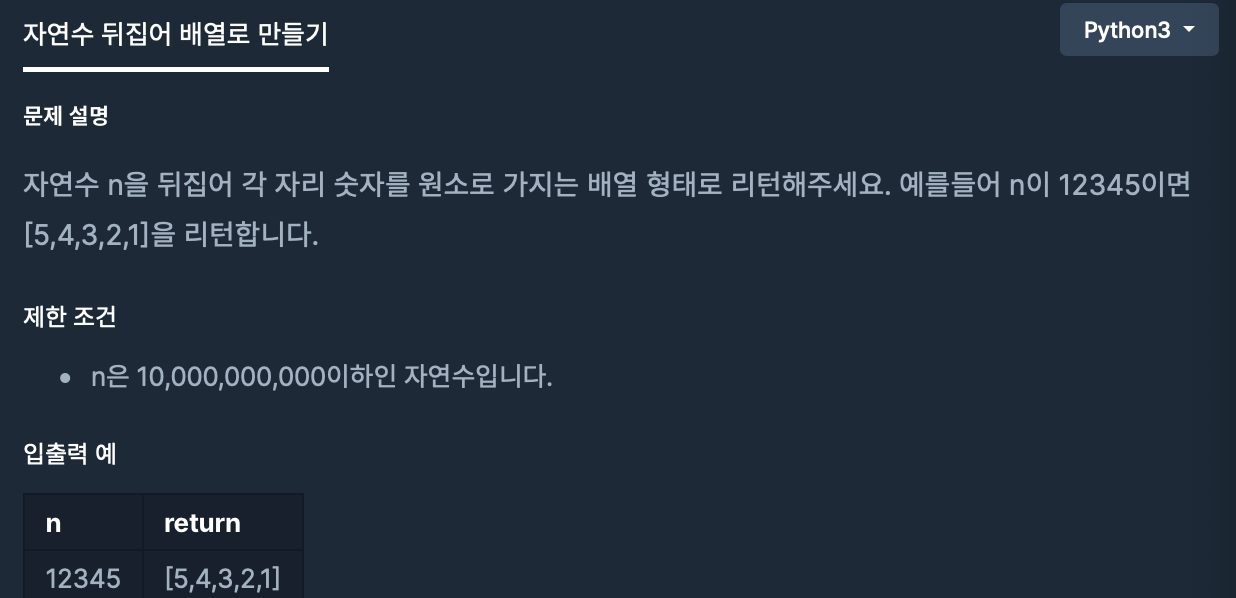 자연수 뒤집어 배열로 만들기
Python3
문제 설명
자연수 n을 뒤집어 각 자리 숫자를 원소로 가지는 배열 형태로 리턴해주세요. 예를들어 n이 12345이면
[5,4,3,2,1]을 리턴합니다.
제한 조건
n은 10,000,000,000이하인 자연수입니다.
입출력 예
n return
12345 [5,4,3,2,1]